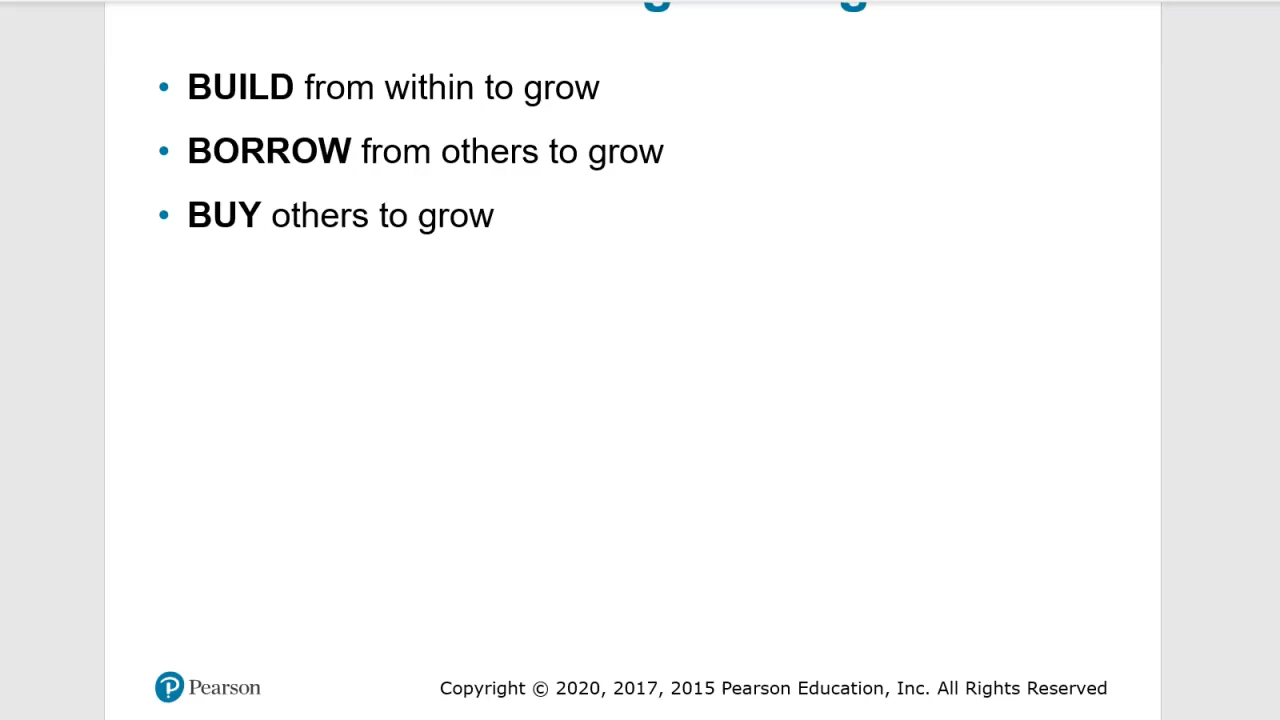 • BUILD from within to grow
• BORROW from others to grow
• BUY others to grow
Pearson
Copyright © 2020, 2017, 2015 Pearson Education, Inc. All Rights Reserved